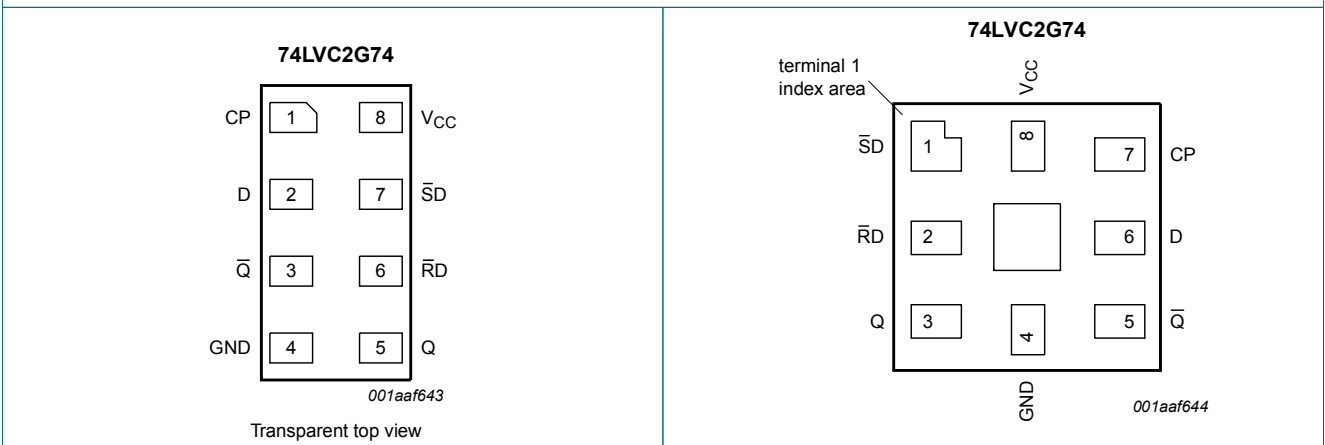 74LVC2G74
CP 1 8 VCC
D 2 7 S̅D
Q̅ 3 6 R̅D
GND 4 5 Q
001aaf643
Transparent top view
74LVC2G74
terminal 1
index area
VCC
S̅D 1 8 7 CP
R̅D 2 6 D
Q 3 4 5 Q̅
GND
001aaf644